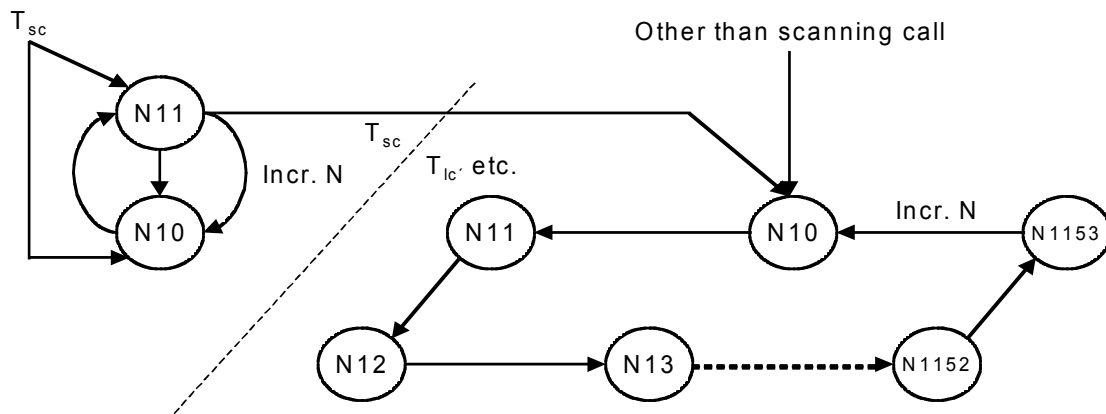 T_sc
Other than scanning call
N11
T_sc
Incr. N
T_lc′ etc.
N10
N11
N10
Incr. N
N1153
N12
N13
N1152